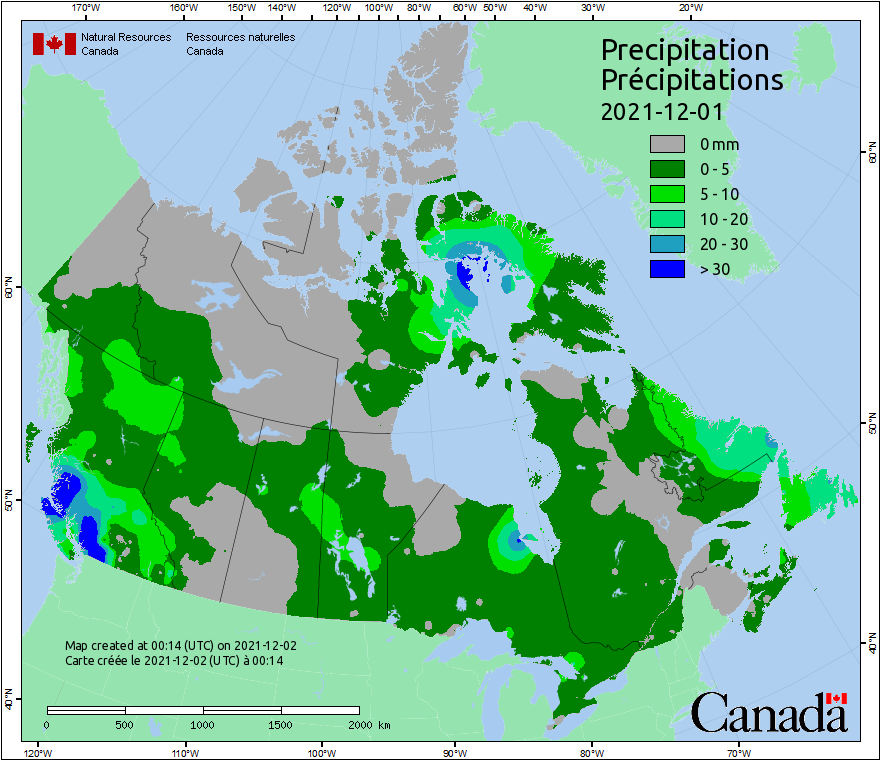 170°W 160°W 150°W 140°W 130°W 120°W 110°W 100°W 90°W 80°W 60°W 50°W 40°W 30°W 20°W
Natural Resources Canada
Ressources naturelles Canada
Precipitation
Précipitations
2021-12-01
0 mm
0 - 5
5 - 10
10 - 20
20 - 30
> 30
60°N
60°N
50°N
50°N
40°N
40°N
Map created at 00:14 (UTC) on 2021-12-02
Carte créée le 2021-12-02 (UTC) à 00:14
0 500 1000 1500 2000 km
Canada
120°W 110°W 100°W 90°W 80°W 70°W